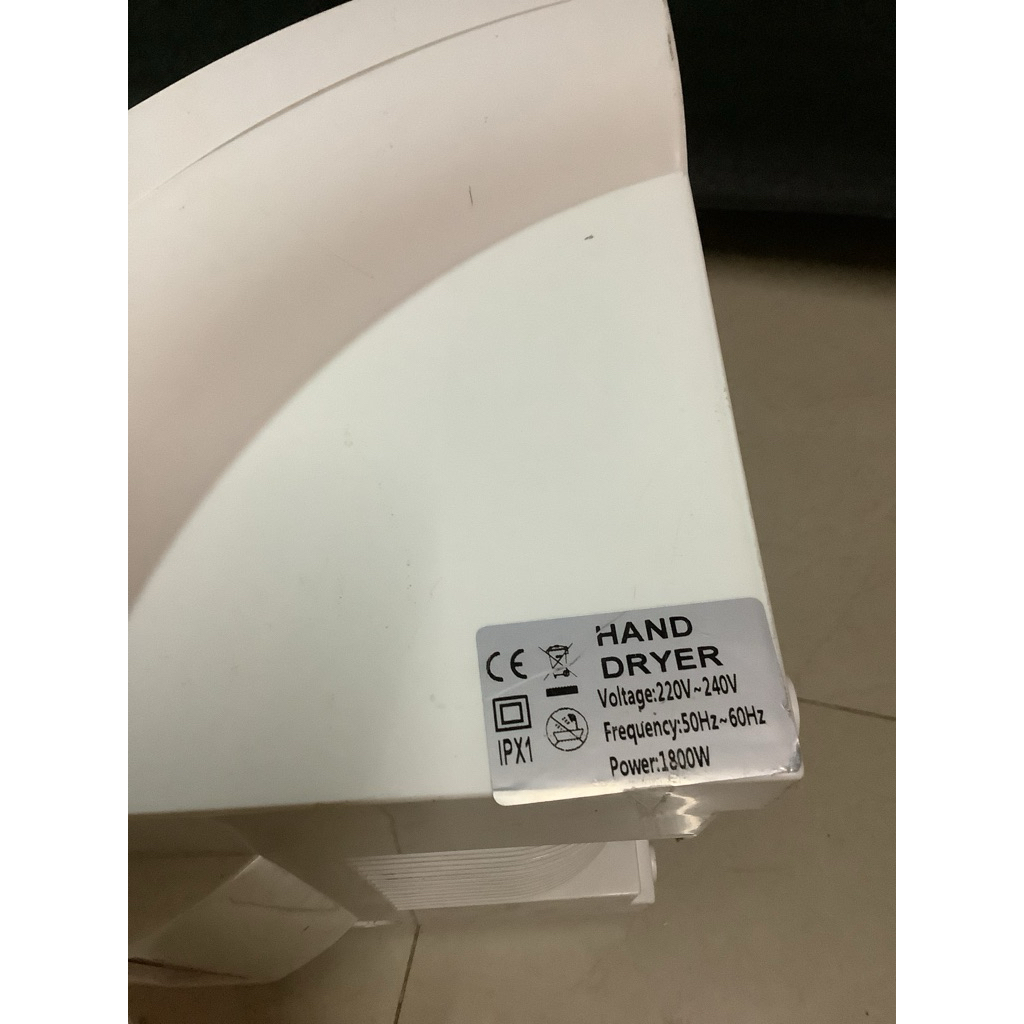 CE
IPX1
HAND
DRYER
Voltage:220V~240V
Frequency:50Hz~60Hz
Power:1800W